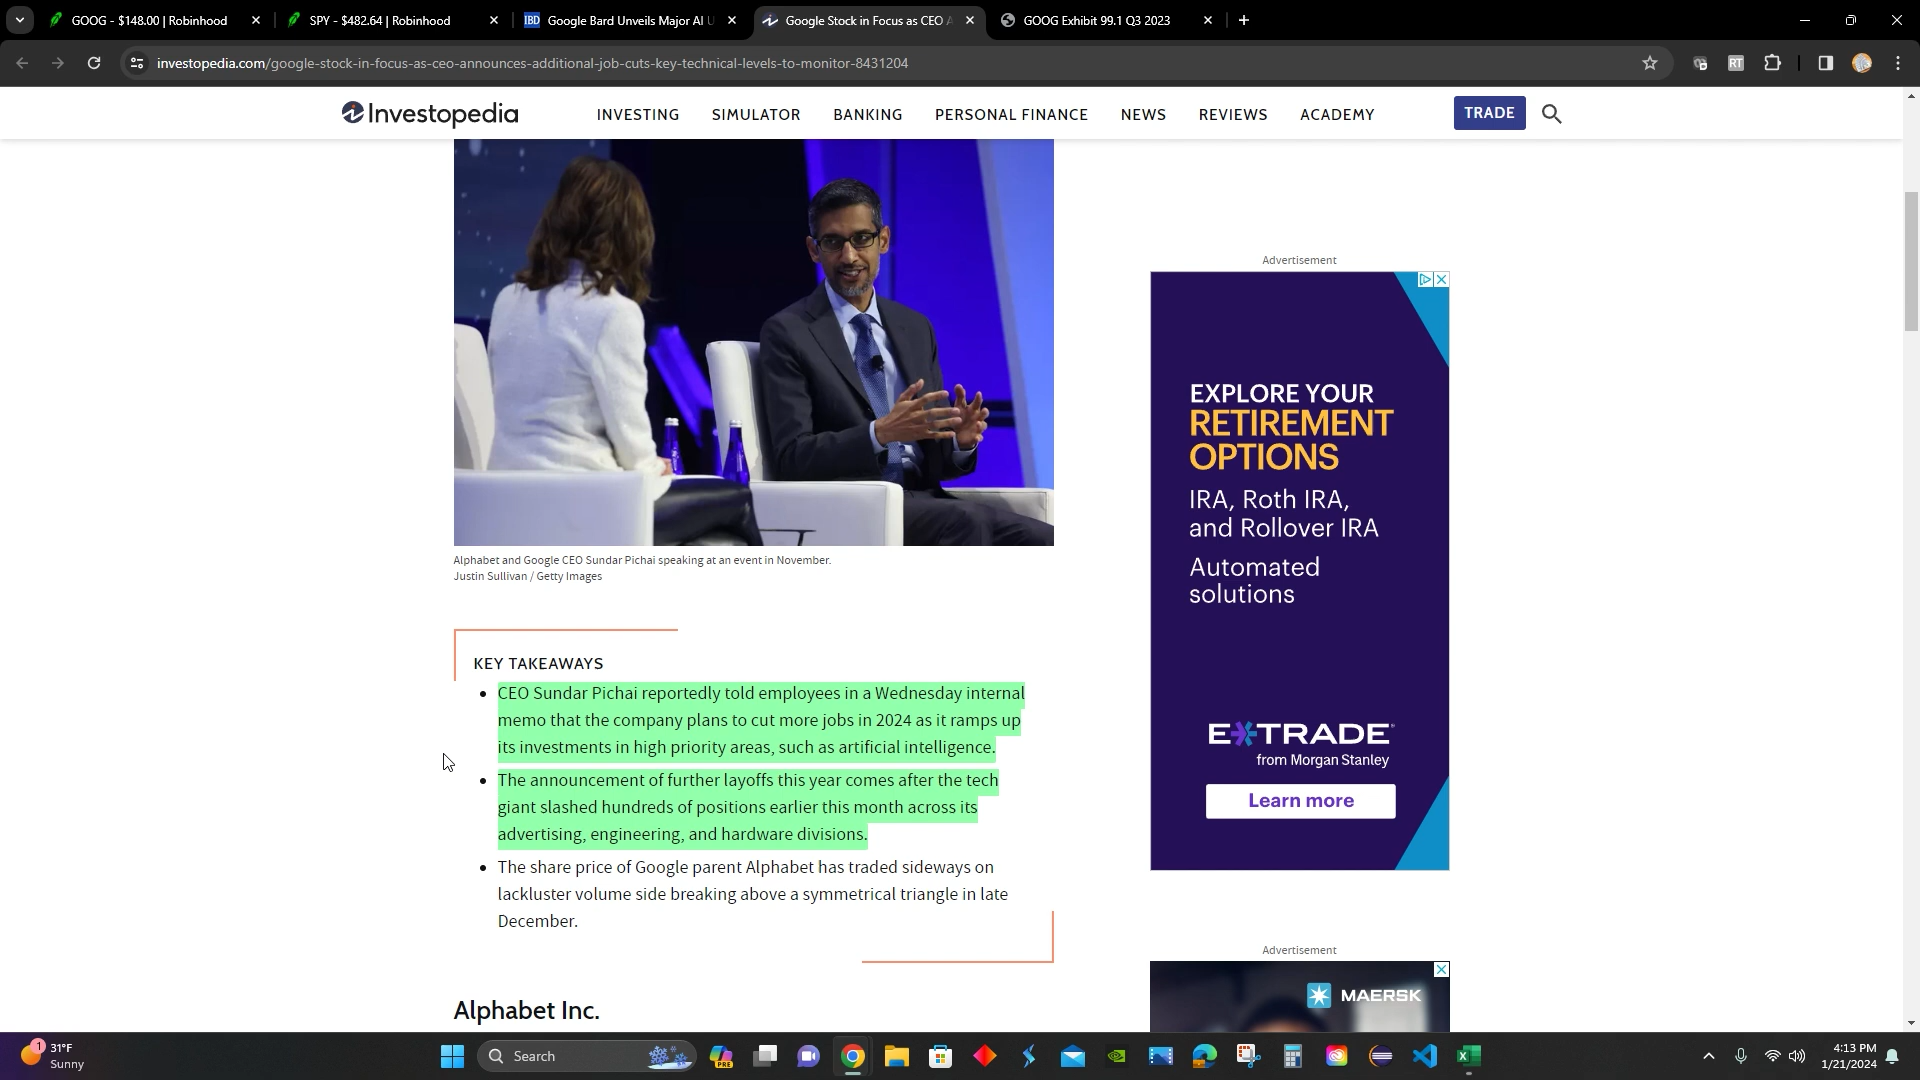 GOOG - $148.00 | Robinhood
SPY - $482.64 | Robinhood
IBD Google Bard Unveils Major AI U
Google Stock in Focus as CEO A
GOOG Exhibit 99.1 Q3 2023
investopedia.com/google-stock-in-focus-as-ceo-announces-additional-job-cuts-key-technical-levels-to-monitor-8431204
RT
Investopedia
INVESTING
SIMULATOR
BANKING
PERSONAL FINANCE
NEWS
REVIEWS
ACADEMY
TRADE
Alphabet and Google CEO Sundar Pichai speaking at an event in November.
Justin Sullivan / Getty Images
KEY TAKEAWAYS
CEO Sundar Pichai reportedly told employees in a Wednesday internal
memo that the company plans to cut more jobs in 2024 as it ramps up
its investments in high priority areas, such as artificial intelligence.
The announcement of further layoffs this year comes after the tech
giant slashed hundreds of positions earlier this month across its
advertising, engineering, and hardware divisions.
The share price of Google parent Alphabet has traded sideways on
lackluster volume side breaking above a symmetrical triangle in late
December.
Alphabet Inc.
Advertisement
EXPLORE YOUR
RETIREMENT
OPTIONS
IRA, Roth IRA,
and Rollover IRA
Automated
solutions
E*TRADE
from Morgan Stanley
Learn more
Advertisement
MAERSK
1
31°F
Sunny
Search
PRE
4:13 PM
1/21/2024